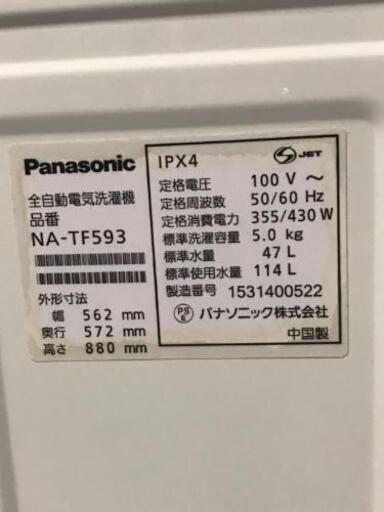 Panasonic
全自動電気洗濯機
品番
NA-TF593
外形寸法
幅 562 mm
奥行 572 mm
高さ 880 mm
IPX4
S JET
定格電圧 100 V ～
定格周波数 50/60 Hz
定格消費電力 355/430 W
標準洗濯容量 5.0 kg
標準水量 47 L
標準使用水量 114 L
製造番号 1531400522
PS E パナソニック株式会社
中国製